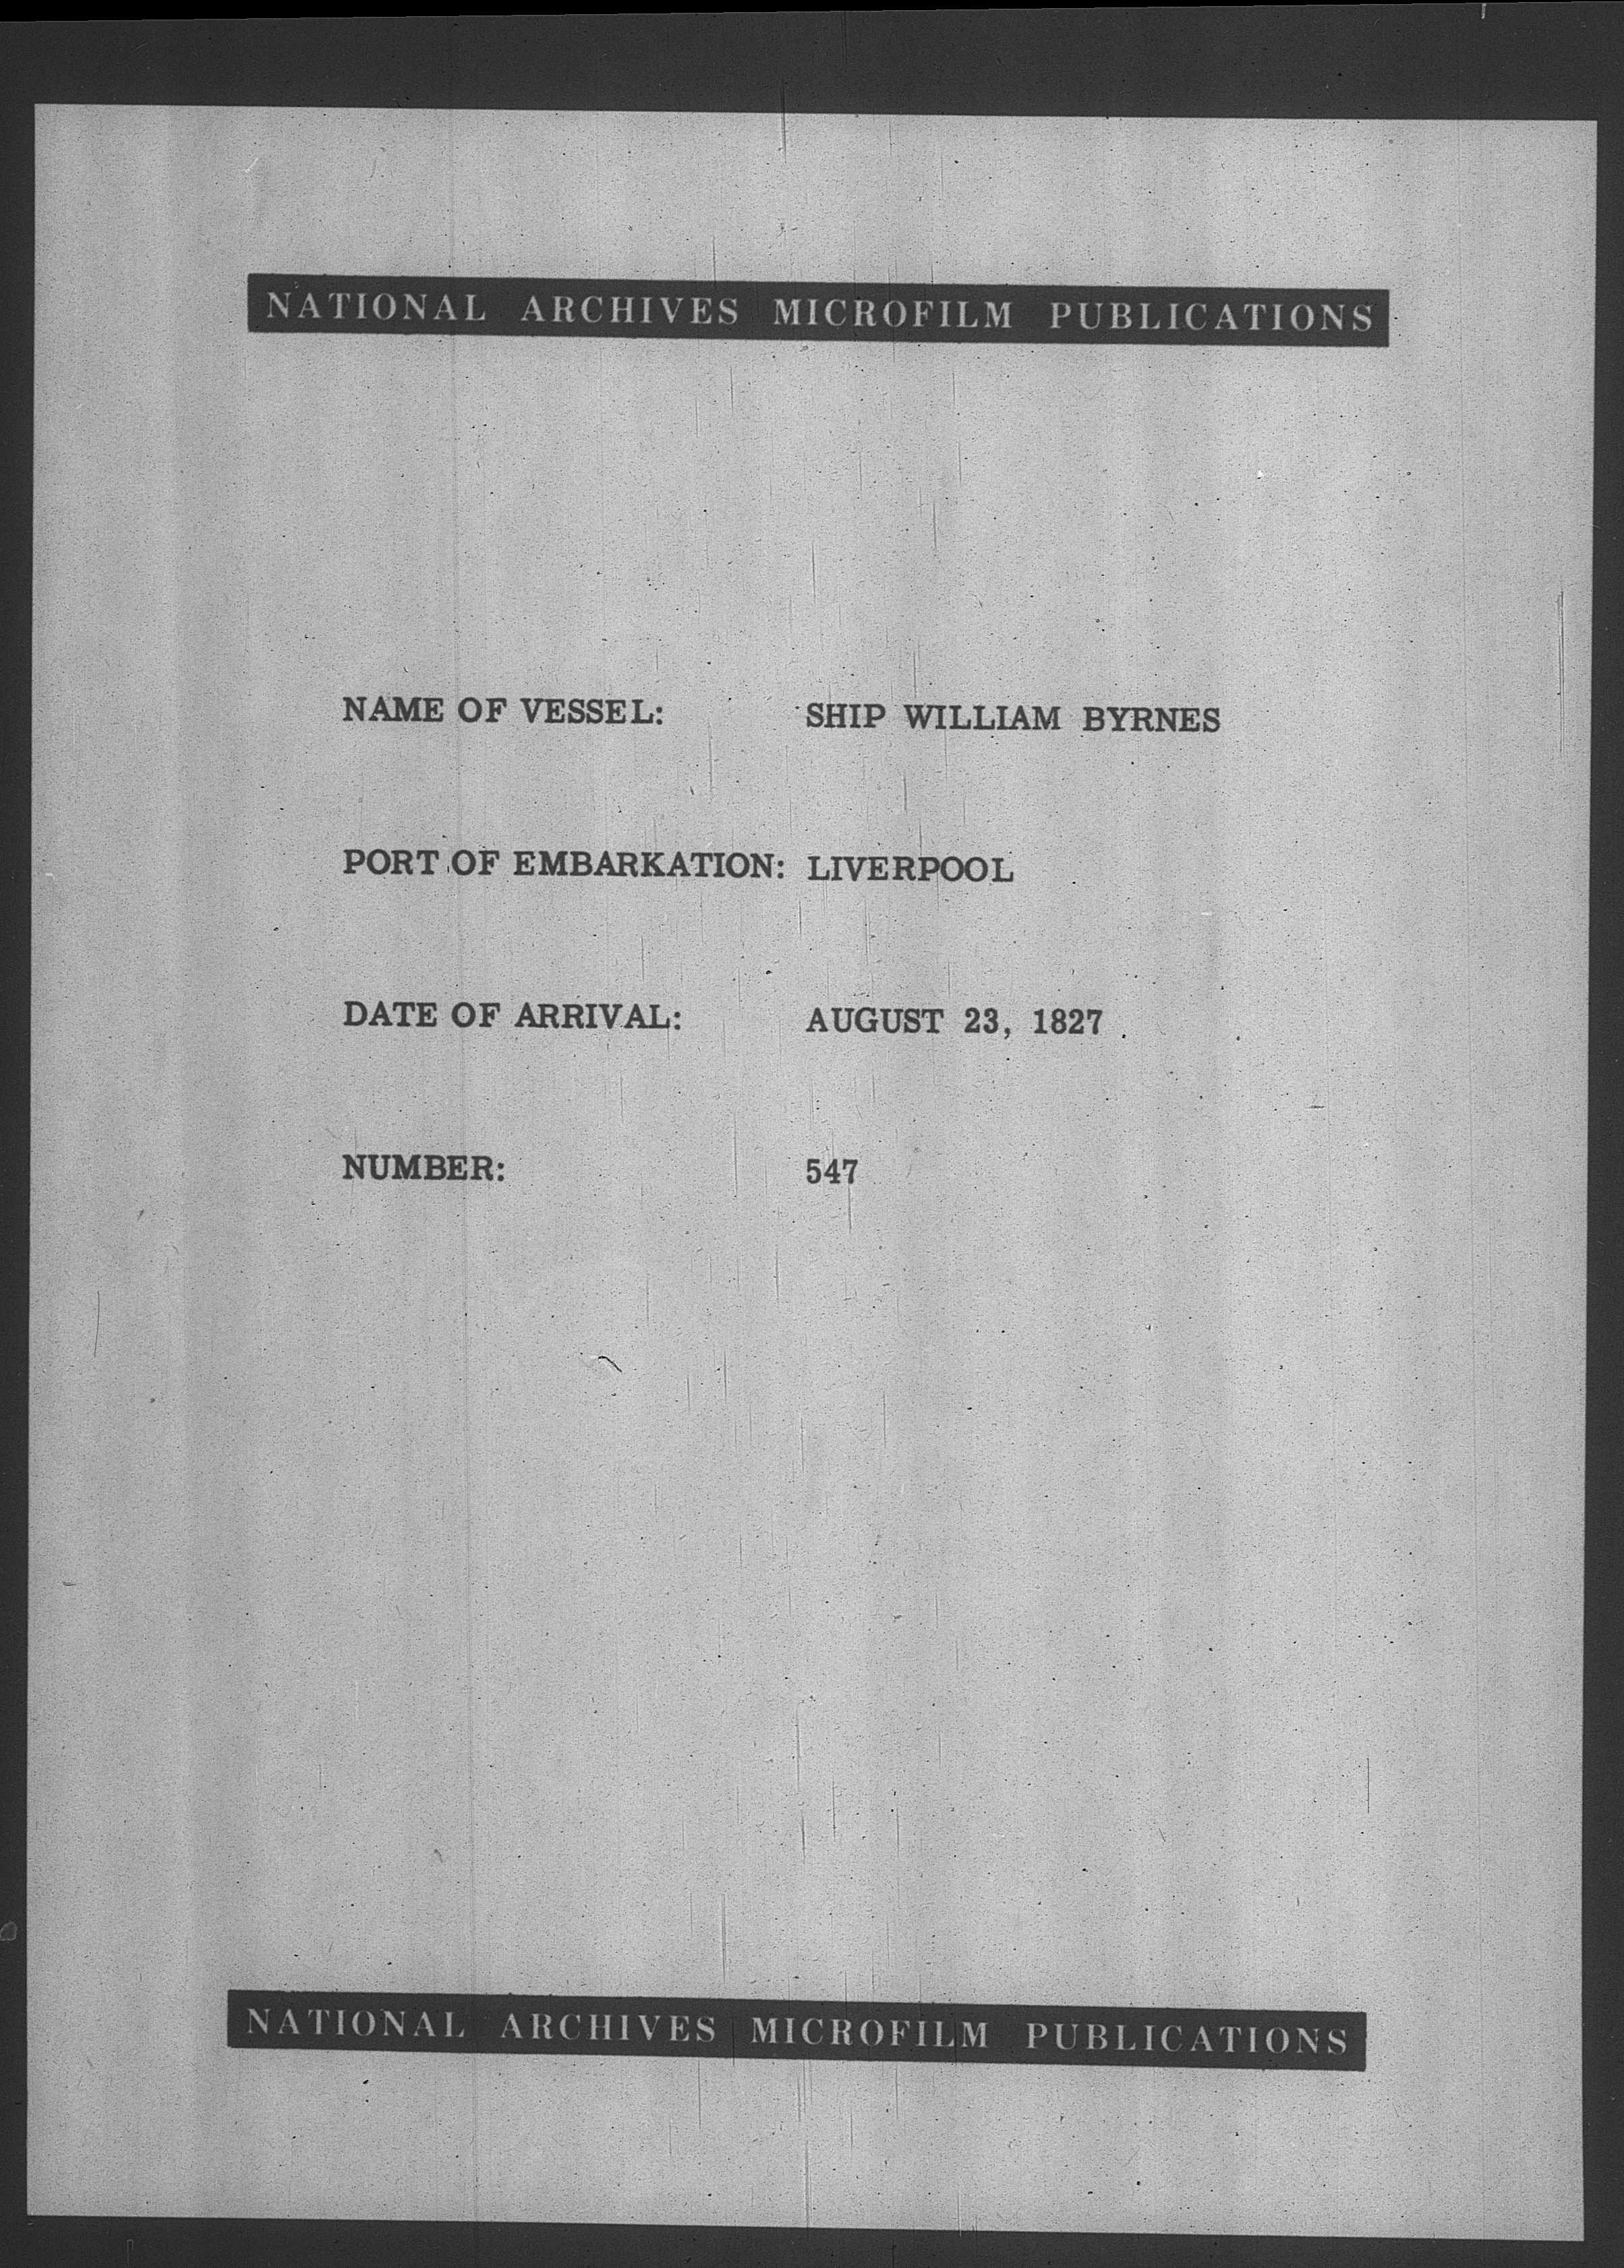 NATIONAL ARCHIVES MICROFILM PUBLICATIONS
NAME OF VESSEL: SHIP WILLIAM BYRNES
PORT OF EMBARKATION: LIVERPOOL
DATE OF ARRIVAL: AUGUST 23, 1827
NUMBER: 547
NATIONAL ARCHIVES MICROFILM PUBLICATIONS